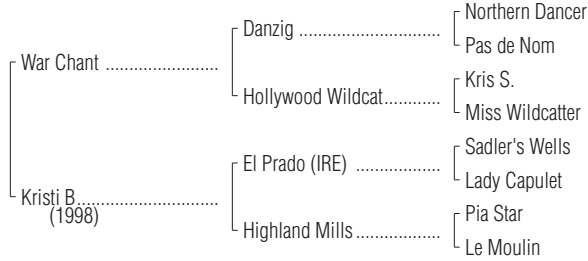 Northern Dancer
Danzig ................................
Pas de Nom
War Chant .........................
Kris S.
Hollywood Wildcat.............
Miss Wildcatter
Sadler's Wells
El Prado (IRE) ...................
Lady Capulet
Kristi B................................
(1998)
Pia Star
Highland Mills ...................
Le Moulin